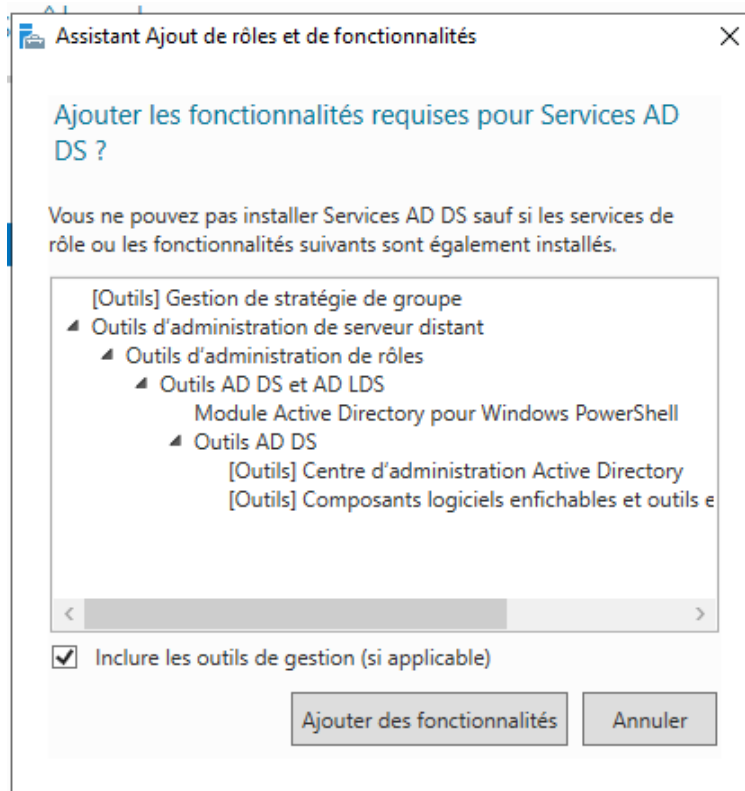 Assistant Ajout de rôles et de fonctionnalités
Ajouter les fonctionnalités requises pour Services AD
DS ?
Vous ne pouvez pas installer Services AD DS sauf si les services de
rôle ou les fonctionnalités suivants sont également installés.
[Outils] Gestion de stratégie de groupe
Outils d'administration de serveur distant
Outils d'administration de rôles
Outils AD DS et AD LDS
Module Active Directory pour Windows PowerShell
Outils AD DS
[Outils] Centre d'administration Active Directory
[Outils] Composants logiciels enfichables et outils e
Inclure les outils de gestion (si applicable)
Ajouter des fonctionnalités
Annuler